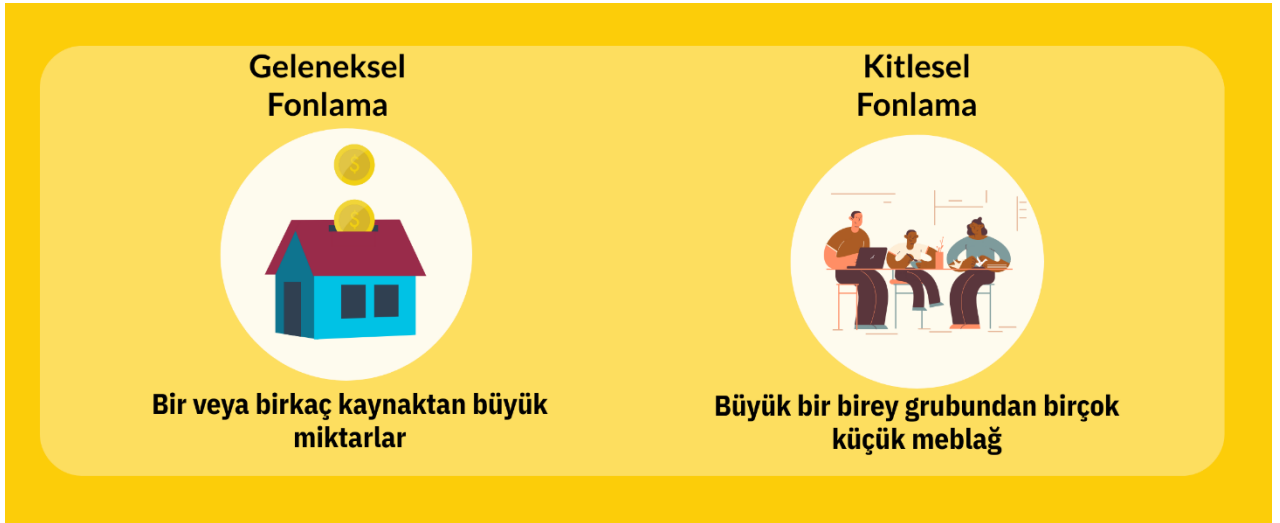 Geleneksel
Fonlama
Bir veya birkaç kaynaktan büyük
miktarlar
Kitlesel
Fonlama
Büyük bir birey grubundan birçok
küçük meblağ